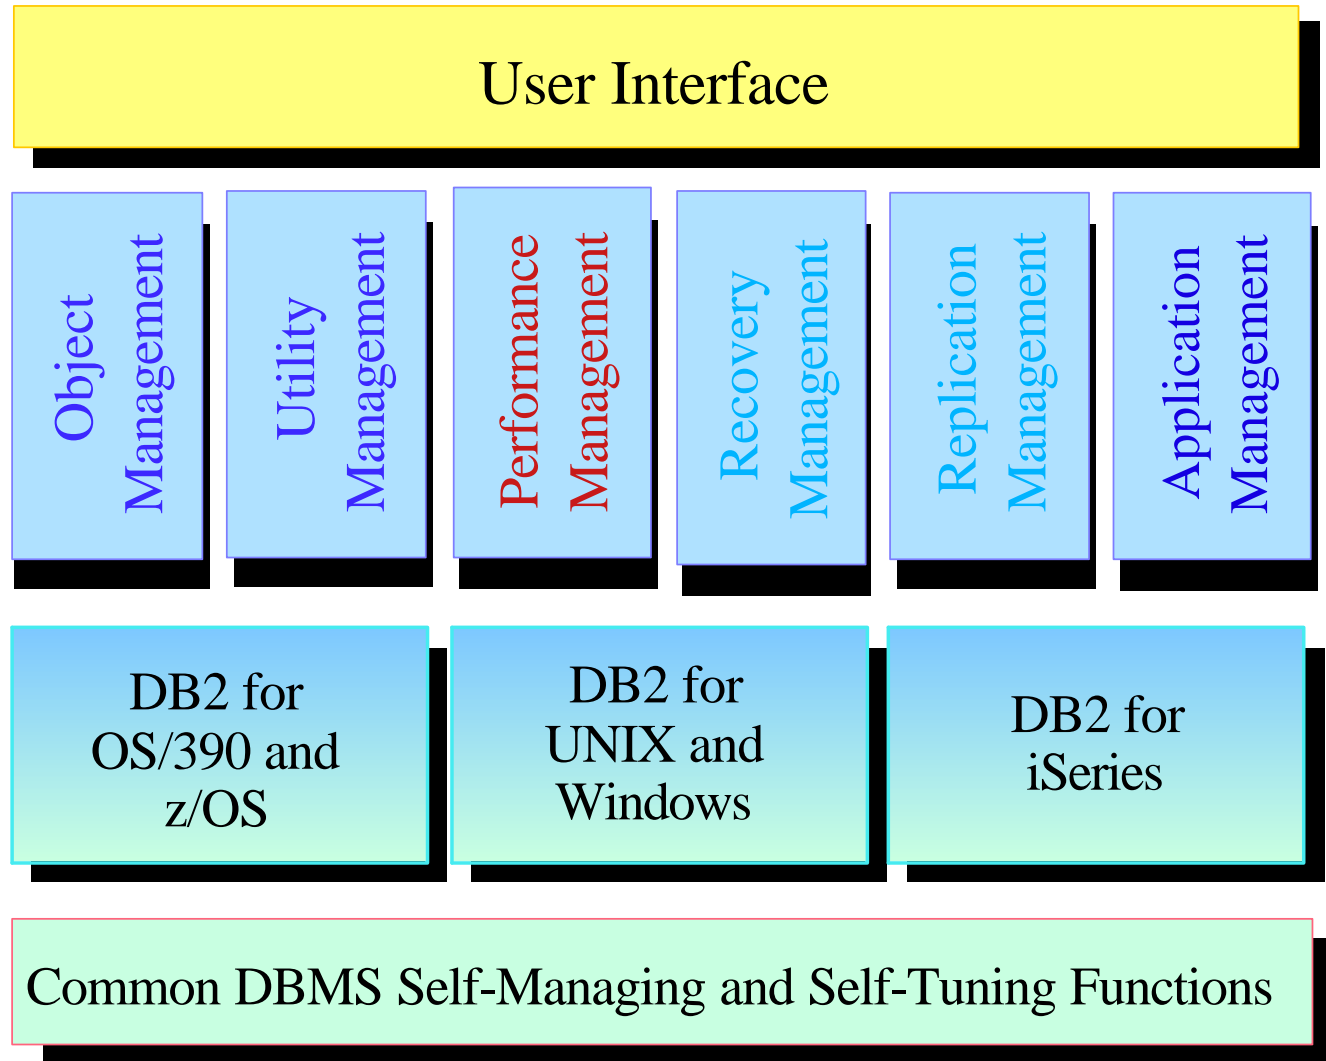 User Interface
Object
Management
Utility
Management
Performance
Management
Recovery
Management
Replication
Management
Application
Management
DB2 for
OS/390 and
z/OS
DB2 for
UNIX and
Windows
DB2 for
iSeries
Common DBMS Self-Managing and Self-Tuning Functions